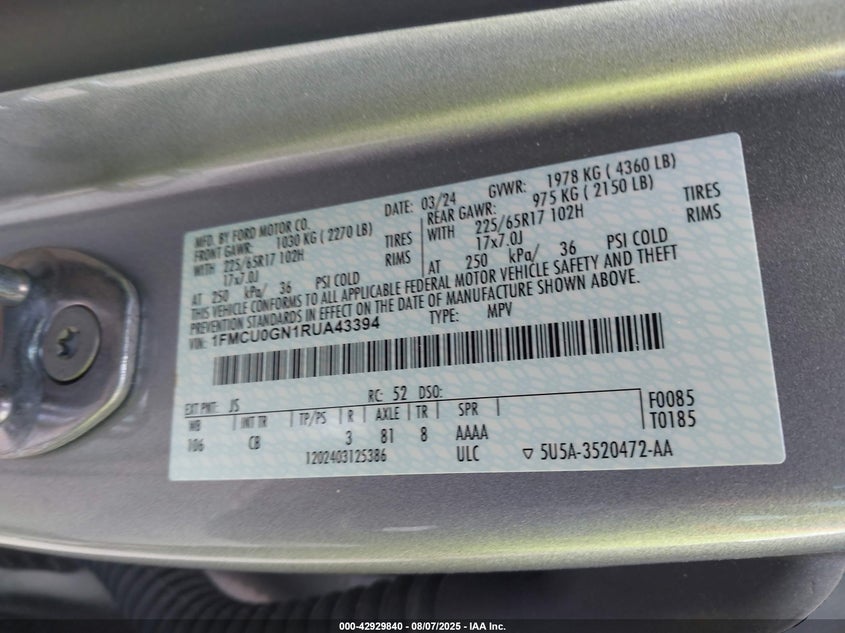 MFD. BY FORD MOTOR CO. DATE: 03/24 GVWR: 1978 KG ( 4360 LB)
FRONT GAWR: 1030 KG ( 2270 LB) REAR GAWR: 975 KG ( 2150 LB)
WITH 225/65R17 102H TIRES WITH 225/65R17 102H TIRES
17x7.0J RIMS 17x7.0J RIMS
AT 250 kPa/ 36 PSI COLD AT 250 kPa/ 36 PSI COLD
THIS VEHICLE CONFORMS TO ALL APPLICABLE FEDERAL MOTOR VEHICLE SAFETY AND THEFT
PREVENTION STANDARDS IN EFFECT ON THE DATE OF MANUFACTURE SHOWN ABOVE.
VIN: 1FMCU0GN1RUA43394 TYPE: MPV
EXT PNT: JS RC: 52 DSO:
WB INT TR TP/PS R AXLE TR SPR F0085
106 CB 3 81 8 AAAA T0185
1202403125386 ULC ▽ 5U5A-3520472-AA
000-42929840 - 08/07/2025 - IAA Inc.